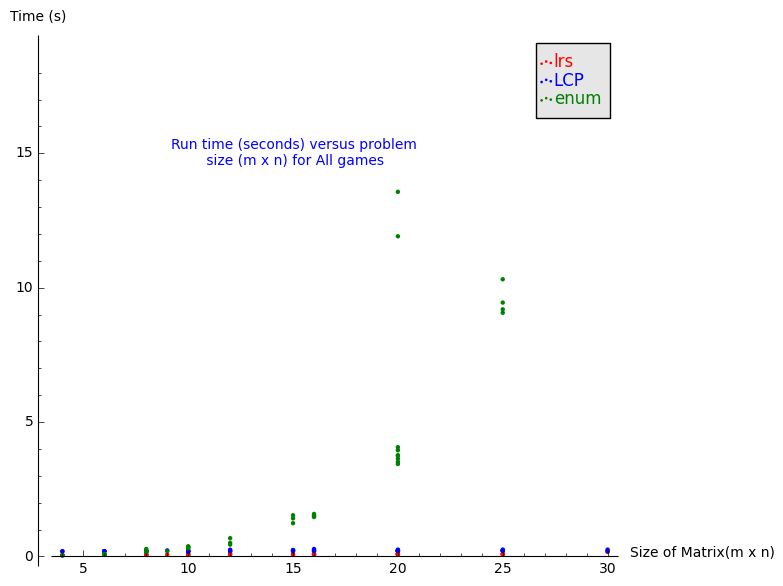 Time (s)
lrs
LCP
enum
Run time (seconds) versus problem
size (m x n) for All games
15
10
5
0
5
10
15
20
25
30
Size of Matrix(m x n)